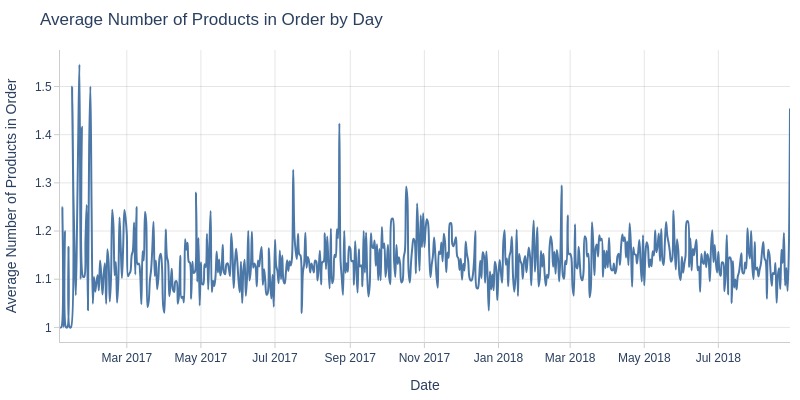 Average Number of Products in Order by Day
Average Number of Products in Order
1.5
1.4
1.3
1.2
1.1
1
Mar 2017
May 2017
Jul 2017
Sep 2017
Nov 2017
Jan 2018
Mar 2018
May 2018
Jul 2018
Date